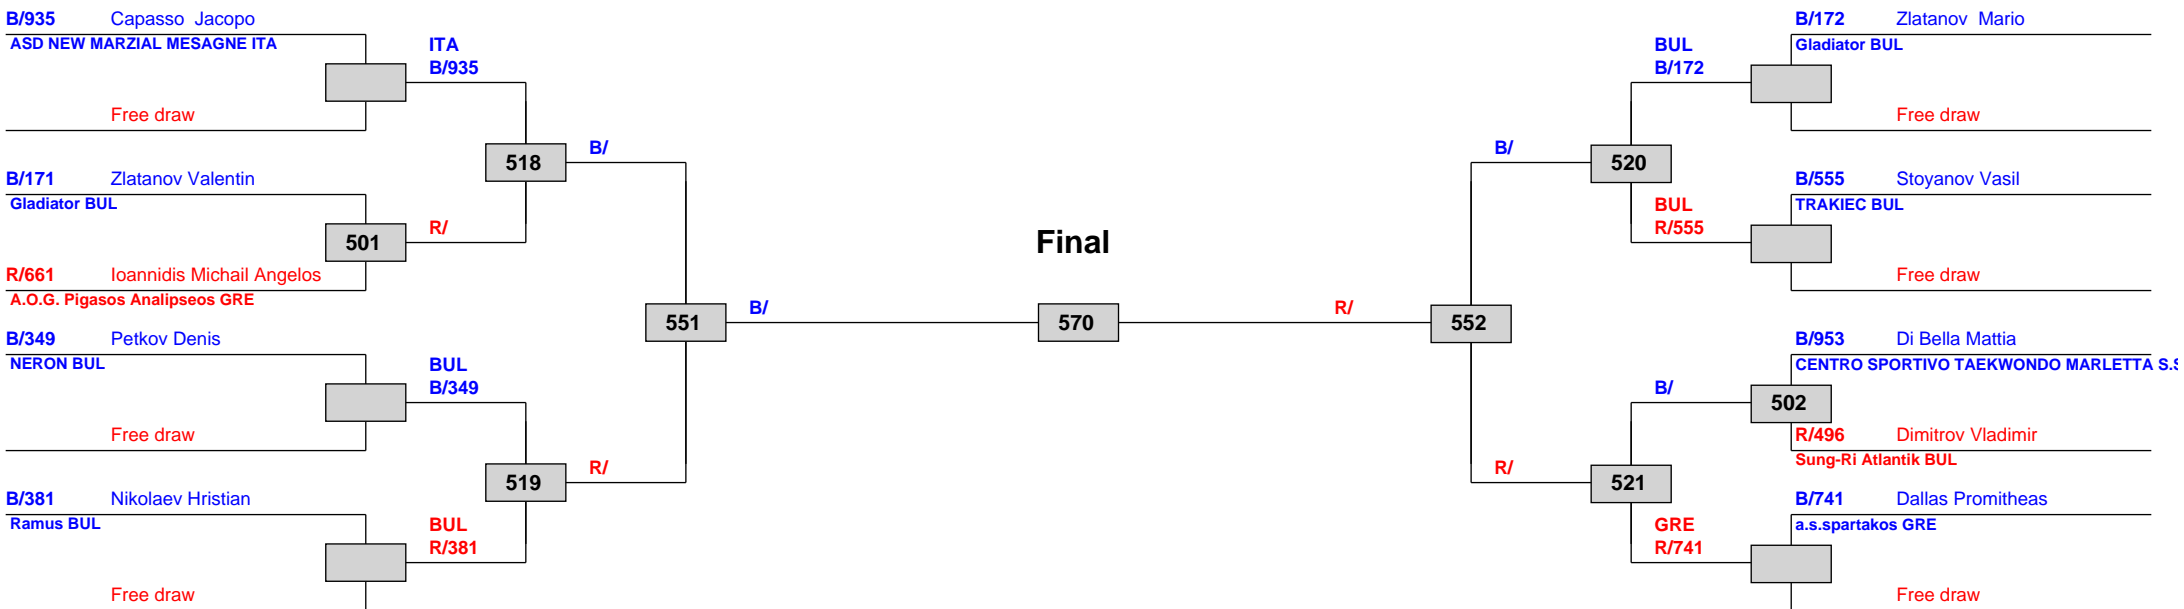 B/935 Capasso Jacopo
ASD NEW MARZIAL MESAGNE ITA
ITA
B/935
Free draw
518
B/
B/171 Zlatanov Valentin
Gladiator BUL
501
R/
R/661 Ioannidis Michail Angelos
A.O.G. Pigasos Analipseos GRE
551
B/
B/349 Petkov Denis
NERON BUL
BUL
B/349
Free draw
519
R/
B/381 Nikolaev Hristian
Ramus BUL
BUL
R/381
Free draw
Final
570
B/172 Zlatanov Mario
Gladiator BUL
BUL
B/172
Free draw
B/
520
B/555 Stoyanov Vasil
TRAKIEC BUL
BUL
R/555
Free draw
R/
552
B/953 Di Bella Mattia
CENTRO SPORTIVO TAEKWONDO MARLETTA S.S
B/
502
R/496 Dimitrov Vladimir
Sung-Ri Atlantik BUL
R/
521
B/741 Dallas Promitheas
a.s.spartakos GRE
GRE
R/741
Free draw